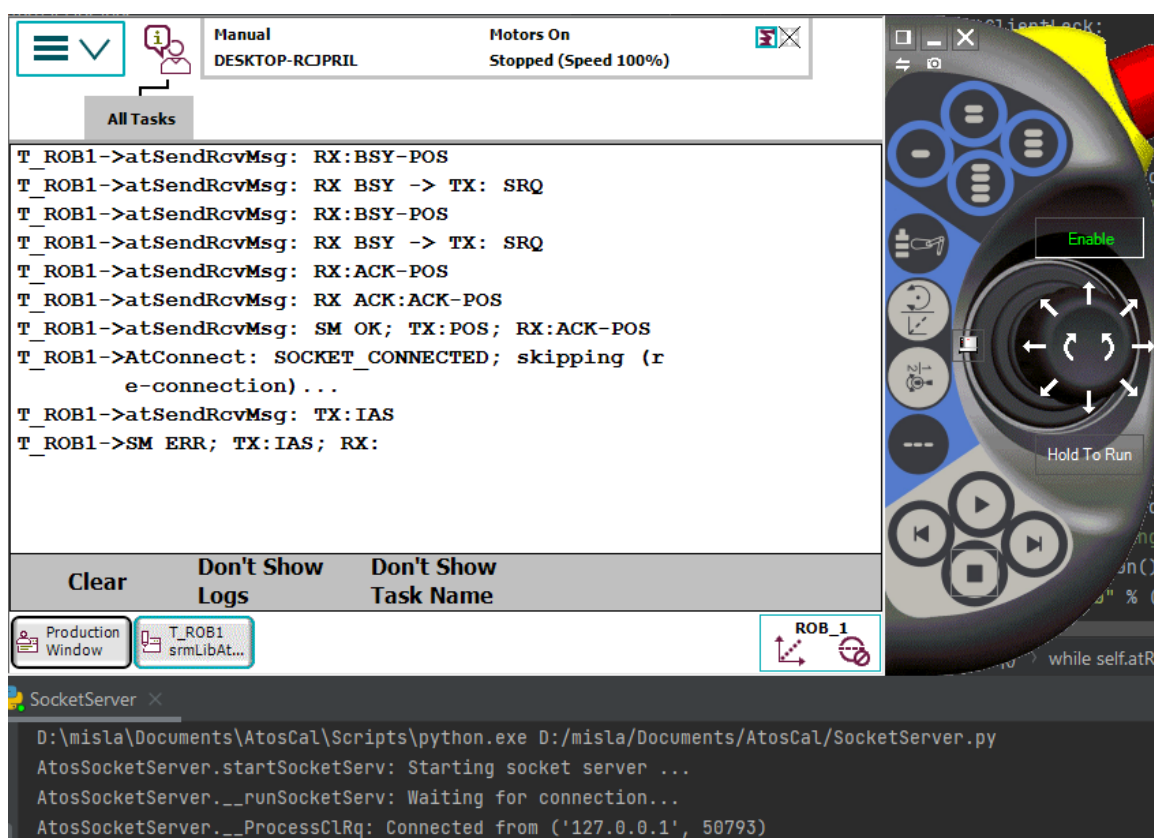 Manual
Motors On
DESKTOP-RCJPRIL
Stopped (Speed 100%)
All Tasks
T_ROB1->atSendRcvMsg: RX:BSY-POS
T_ROB1->atSendRcvMsg: RX BSY -> TX: SRQ
T_ROB1->atSendRcvMsg: RX:BSY-POS
T_ROB1->atSendRcvMsg: RX BSY -> TX: SRQ
T_ROB1->atSendRcvMsg: RX:ACK-POS
T_ROB1->atSendRcvMsg: RX ACK:ACK-POS
T_ROB1->atSendRcvMsg: SM OK; TX:POS; RX:ACK-POS
T_ROB1->AtConnect: SOCKET_CONNECTED; skipping (r
e-connection)...
T_ROB1->atSendRcvMsg: TX:IAS
T_ROB1->SM ERR; TX:IAS; RX:
Clear
Don't Show
Logs
Don't Show
Task Name
Production
Window
T_ROB1
srmLibAt...
ROB_1
Enable
Hold To Run
" % (
while self.atR
SocketServer
D:\misla\Documents\AtosCal\Scripts\python.exe D:/misla/Documents/AtosCal/SocketServer.py
AtosSocketServer.startSocketServ: Starting socket server ...
AtosSocketServer.__runSocketServ: Waiting for connection...
AtosSocketServer.__ProcessClRq: Connected from ('127.0.0.1', 50793)